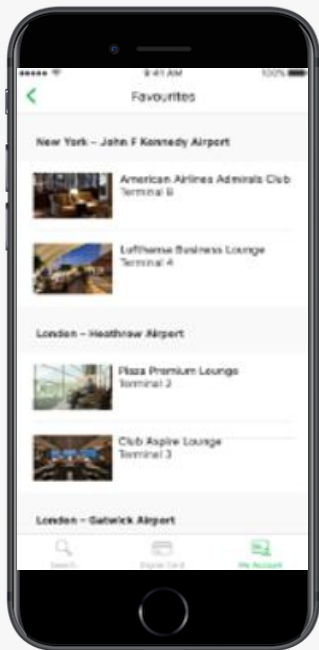 9:41 AM 100%
Favourites
New York – John F Kennedy Airport
American Airlines Admirals Club
Terminal 8
Lufthansa Business Lounge
Terminal 4
London – Heathrow Airport
Plaza Premium Lounge
Terminal 2
Club Aspire Lounge
Terminal 3
London – Gatwick Airport
Search Digital Card My Account